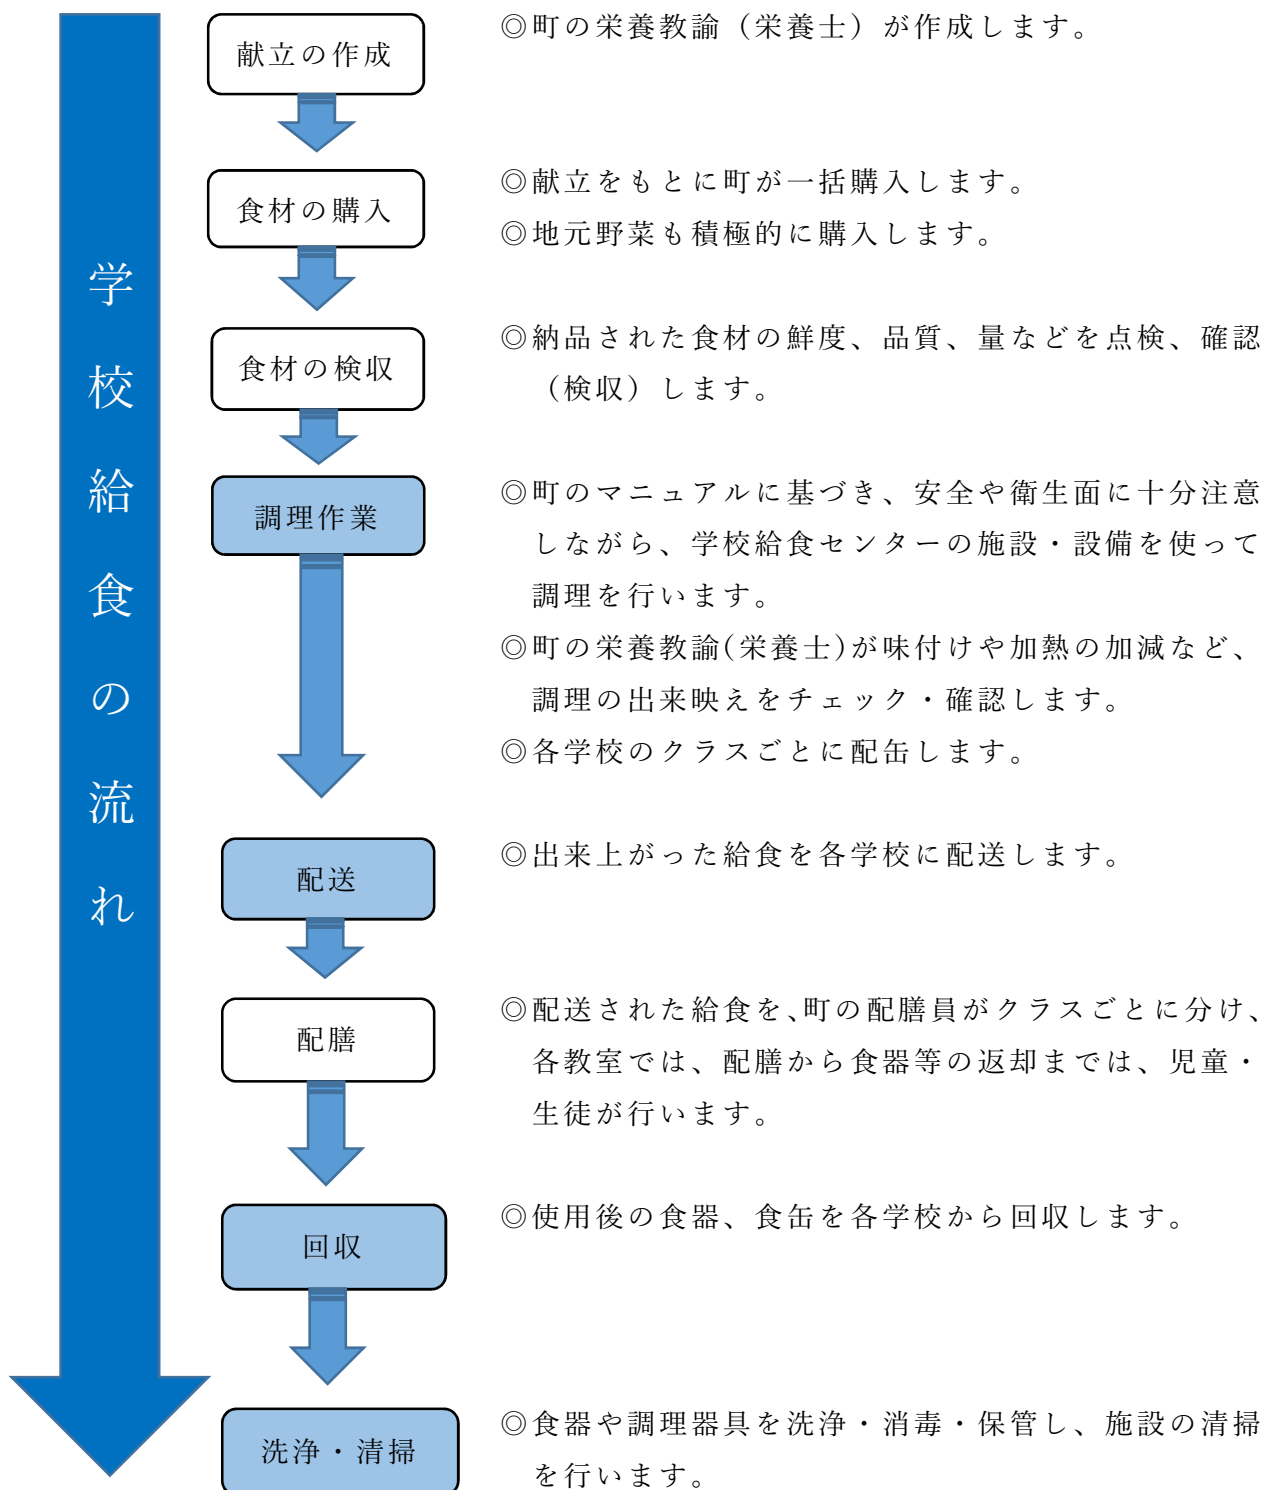 学校給食の流れ
献立の作成
◎町の栄養教諭（栄養士）が作成します。
食材の購入
◎献立をもとに町が一括購入します。
◎地元野菜も積極的に購入します。
食材の検収
◎納品された食材の鮮度、品質、量などを点検、確認
（検収）します。
調理作業
◎町のマニュアルに基づき、安全や衛生面に十分注意
しながら、学校給食センターの施設・設備を使って
調理を行います。
◎町の栄養教諭(栄養士)が味付けや加熱の加減など、
調理の出来映えをチェック・確認します。
◎各学校のクラスごとに配缶します。
配送
◎出来上がった給食を各学校に配送します。
配膳
◎配送された給食を、町の配膳員がクラスごとに分け、
各教室では、配膳から食器等の返却までは、児童・
生徒が行います。
回収
◎使用後の食器、食缶を各学校から回収します。
洗浄・清掃
◎食器や調理器具を洗浄・消毒・保管し、施設の清掃
を行います。